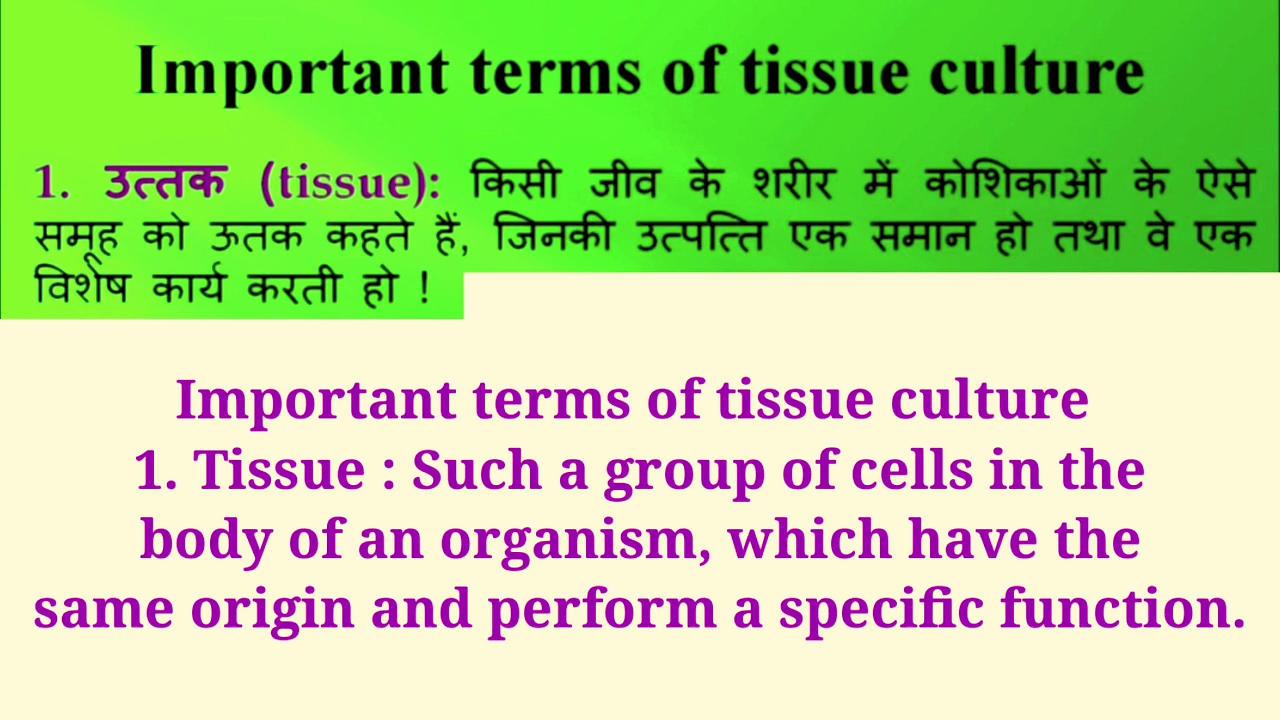 Important terms of tissue culture
1. उत्तक (tissue): किसी जीव के शरीर में कोशिकाओं के ऐसे
समूह को ऊतक कहते हैं, जिनकी उत्पत्ति एक समान हो तथा वे एक
विशेष कार्य करती हो !
Important terms of tissue culture
1. Tissue : Such a group of cells in the
body of an organism, which have the
same origin and perform a specific function.